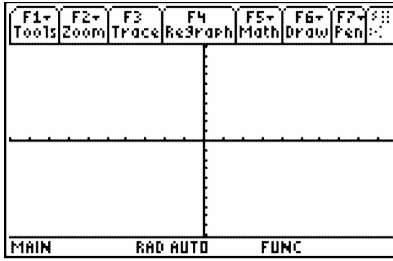 F1 F2 F3 F4 F5 F6 F7
Tools Zoom Trace ReGraph Math Draw Pen
MAIN RAD AUTO FUNC